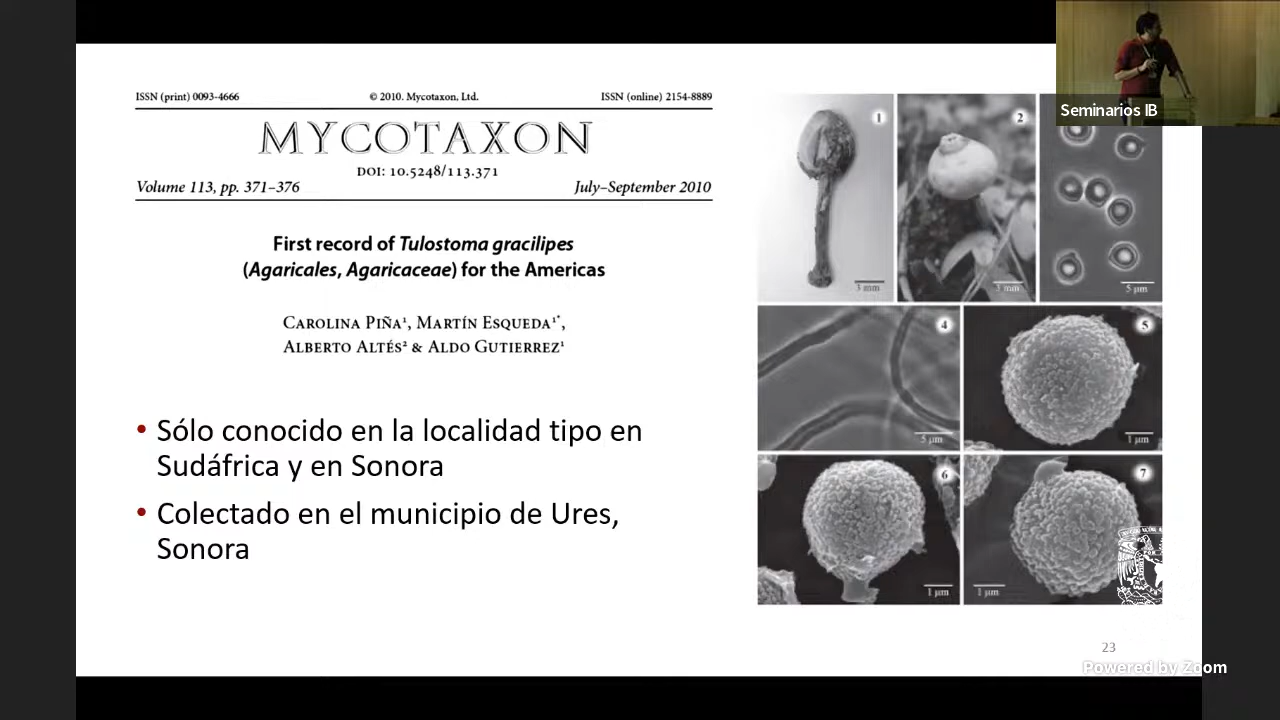 Seminarios IB
ISSN (print) 0093-4666
© 2010. Mycotaxon, Ltd.
ISSN (online) 2154-8889
MYCOTAXON
DOI: 10.5248/113.371
Volume 113, pp. 371–376
July–September 2010
First record of Tulostoma gracilipes
(Agaricales, Agaricaceae) for the Americas
Carolina Piña¹, Martín Esqueda¹*,
Alberto Altés² & Aldo Gutierrez¹
• Sólo conocido en la localidad tipo en
Sudáfrica y en Sonora
• Colectado en el municipio de Ures,
Sonora
1
3 mm
2
3 mm
5 µm
4
5 µm
5
1 µm
6
1 µm
7
1 µm
23
Powered by Zoom